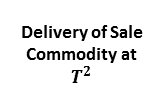 Delivery of Sale
Commodity at
T²